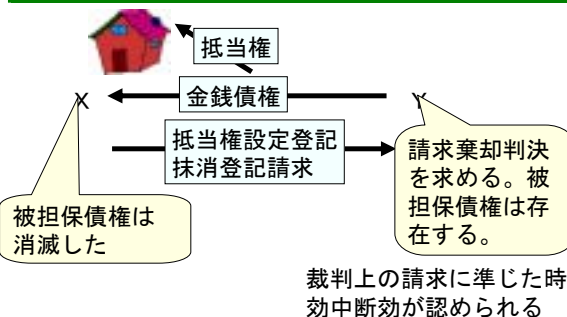 抵当権
金銭債権
X
Y
抵当権設定登記
抹消登記請求
被担保債権は
消滅した
請求棄却判決
を求める。被
担保債権は存
在する。
裁判上の請求に準じた時
効中断効が認められる